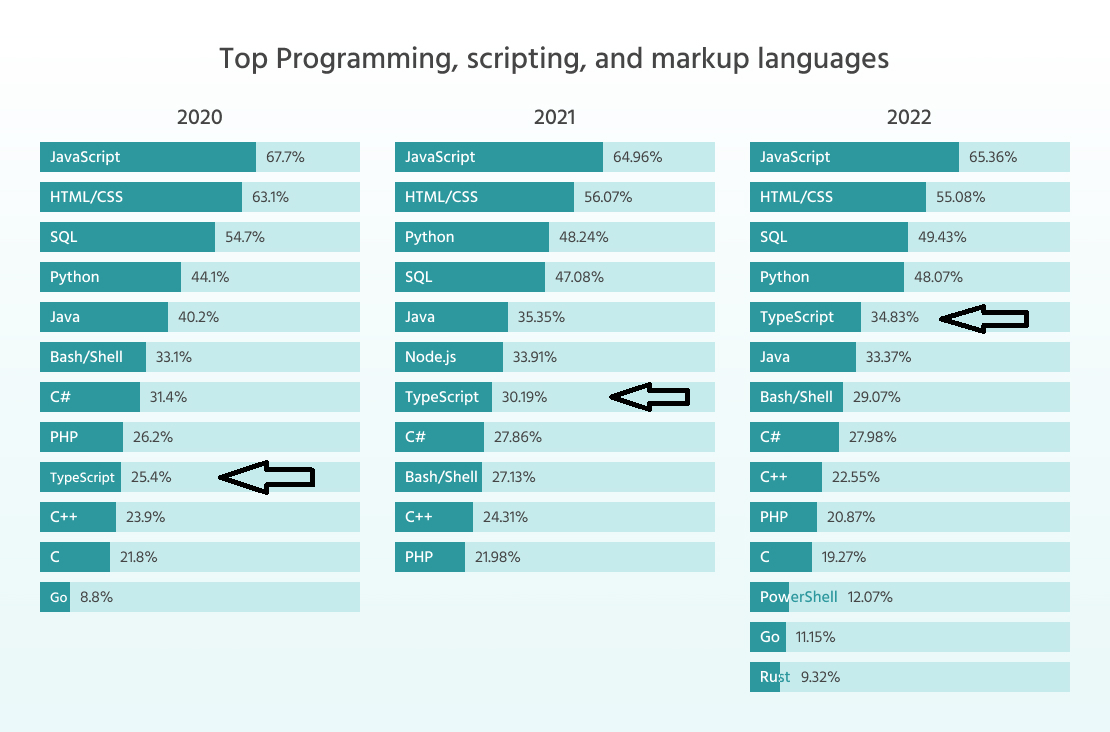 Top Programming, scripting, and markup languages
2020
JavaScript 67.7%
HTML/CSS 63.1%
SQL 54.7%
Python 44.1%
Java 40.2%
Bash/Shell 33.1%
C# 31.4%
PHP 26.2%
TypeScript 25.4%
C++ 23.9%
C 21.8%
Go 8.8%
2021
JavaScript 64.96%
HTML/CSS 56.07%
Python 48.24%
SQL 47.08%
Java 35.35%
Node.js 33.91%
TypeScript 30.19%
C# 27.86%
Bash/Shell 27.13%
C++ 24.31%
PHP 21.98%
2022
JavaScript 65.36%
HTML/CSS 55.08%
SQL 49.43%
Python 48.07%
TypeScript 34.83%
Java 33.37%
Bash/Shell 29.07%
C# 27.98%
C++ 22.55%
PHP 20.87%
C 19.27%
PowerShell 12.07%
Go 11.15%
Rust 9.32%